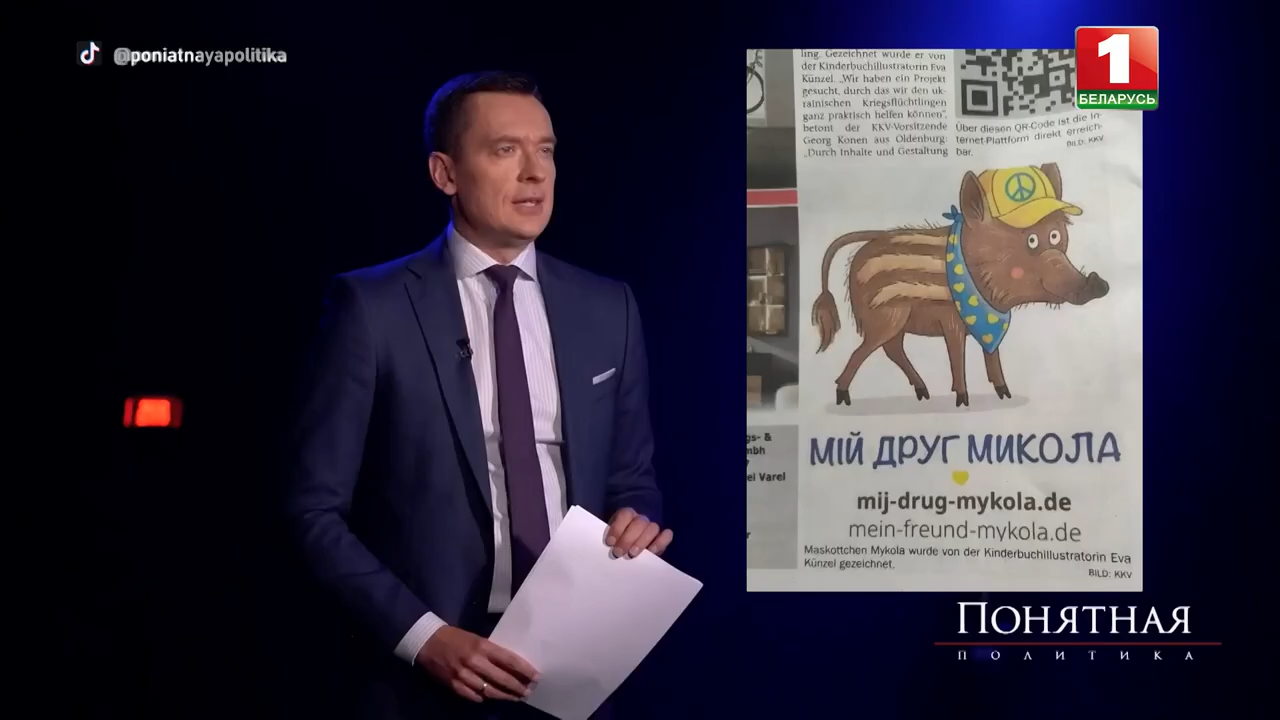 @poniatnayapolitika
1
БЕЛАРУСЬ
ling. Gezeichnet wurde er von
der Kinderbuchillustratorin Eva
Künzel. „Wir haben ein Projekt
gesucht, durch das wir den uk-
rainischen Kriegsflüchtlingen
ganz praktisch helfen können“,
betont der KKV-Vorsitzende
Georg Konen aus Oldenburg:
„Durch Inhalte und Gestaltung
Über diesen QR-Code ist die In-
ternet-Plattform direkt erreich-
bar.
BILD: KKV
gs- &
mbh
el Varel
МІЙ ДРУГ МИКОЛА
mij-drug-mykola.de
mein-freund-mykola.de
Maskottchen Mykola wurde von der Kinderbuchillustratorin Eva
Künzel gezeichnet.
BILD: KKV
ПОНЯТНАЯ
ПОЛИТИКА